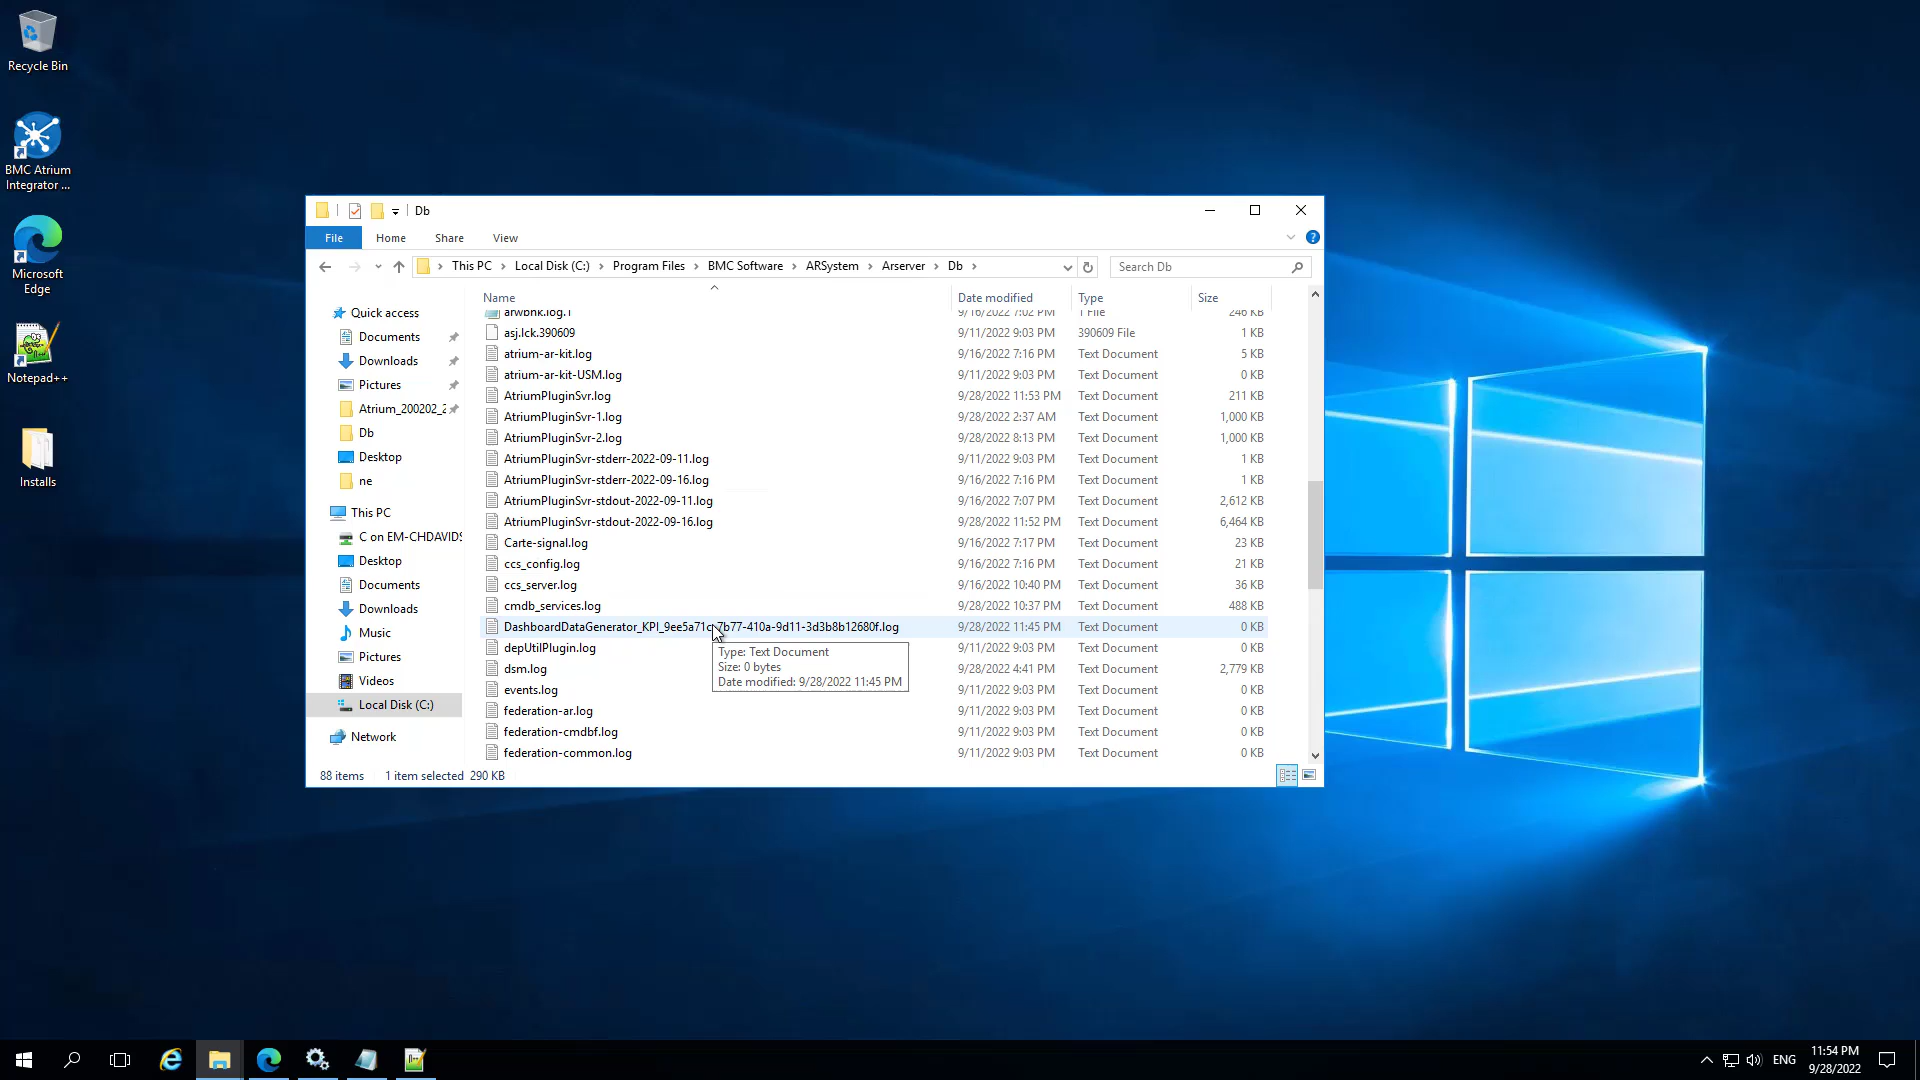 Recycle Bin
BMC Atrium
Integrator ...
Microsoft
Edge
Notepad++
Installs
Db
File
Home
Share
View
This PC
Local Disk (C:)
Program Files
BMC Software
ARSystem
Arserver
Db
Search Db
Quick access
Documents
Downloads
Pictures
Atrium_200202_2
Db
Desktop
ne
This PC
C on EM-CHDAVIDS
Desktop
Documents
Downloads
Music
Pictures
Videos
Local Disk (C:)
Network
Name Date modified Type Size
arwbnk.log.1 9/16/2022 7:02 PM 1 File 246 KB
asj.lck.390609 9/11/2022 9:03 PM 390609 File 1 KB
atrium-ar-kit.log 9/16/2022 7:16 PM Text Document 5 KB
atrium-ar-kit-USM.log 9/11/2022 9:03 PM Text Document 0 KB
AtriumPluginSvr.log 9/28/2022 11:53 PM Text Document 211 KB
AtriumPluginSvr-1.log 9/28/2022 2:37 AM Text Document 1,000 KB
AtriumPluginSvr-2.log 9/28/2022 8:13 PM Text Document 1,000 KB
AtriumPluginSvr-stderr-2022-09-11.log 9/11/2022 9:03 PM Text Document 1 KB
AtriumPluginSvr-stderr-2022-09-16.log 9/16/2022 7:16 PM Text Document 1 KB
AtriumPluginSvr-stdout-2022-09-11.log 9/16/2022 7:07 PM Text Document 2,612 KB
AtriumPluginSvr-stdout-2022-09-16.log 9/28/2022 11:52 PM Text Document 6,464 KB
Carte-signal.log 9/16/2022 7:17 PM Text Document 23 KB
ccs_config.log 9/16/2022 7:16 PM Text Document 21 KB
ccs_server.log 9/16/2022 10:40 PM Text Document 36 KB
cmdb_services.log 9/28/2022 10:37 PM Text Document 488 KB
DashboardDataGenerator_KPI_9ee5a71c-7b77-410a-9d11-3d3b8b12680f.log 9/28/2022 11:45 PM Text Document 0 KB
depUtilPlugin.log 9/11/2022 9:03 PM Text Document 0 KB
dsm.log 9/28/2022 4:41 PM Text Document 2,779 KB
events.log 9/11/2022 9:03 PM Text Document 0 KB
federation-ar.log 9/11/2022 9:03 PM Text Document 0 KB
federation-cmdbf.log 9/11/2022 9:03 PM Text Document 0 KB
federation-common.log 9/11/2022 9:03 PM Text Document 0 KB
Type: Text Document
Size: 0 bytes
Date modified: 9/28/2022 11:45 PM
88 items 1 item selected 290 KB
ENG
11:54 PM
9/28/2022